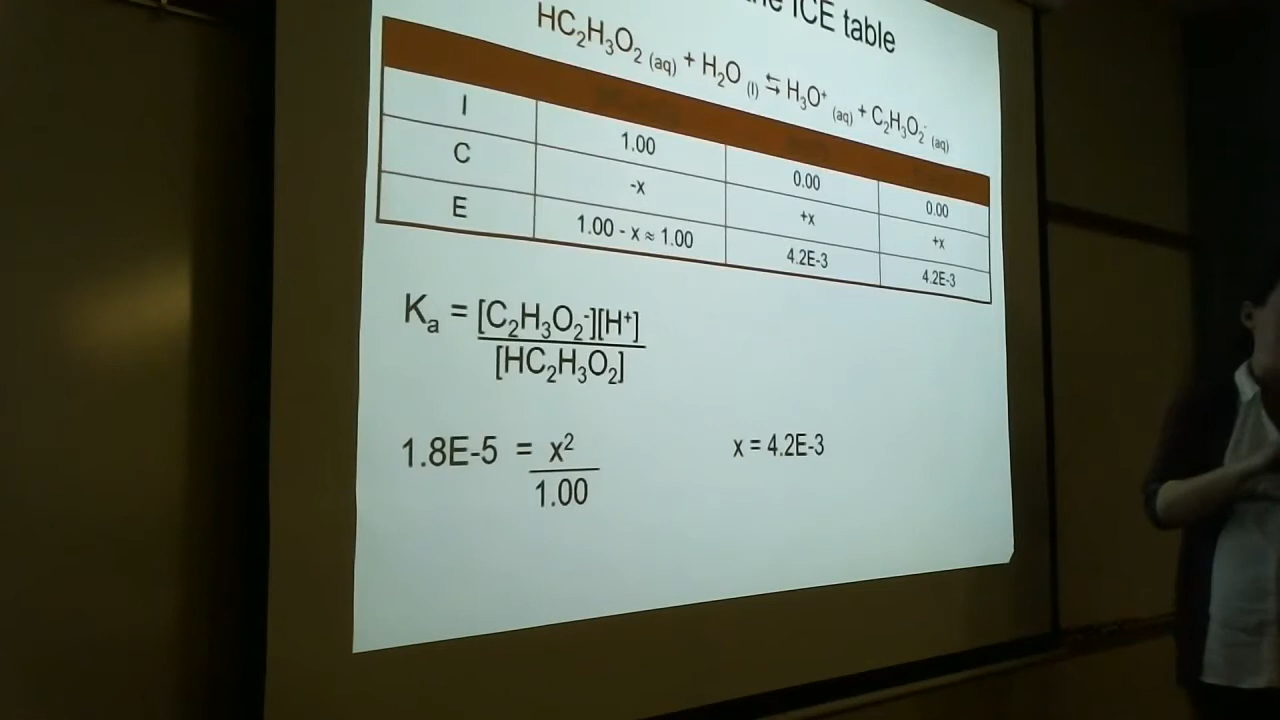 ICE table
HC₂H₃O₂ (aq) + H₂O (l) ⇆ H₃O⁺ (aq) + C₂H₃O₂⁻ (aq)
I 1.00 0.00 0.00
C -x +x +x
E 1.00 - x ≈ 1.00 4.2E-3 4.2E-3
Kₐ = [C₂H₃O₂⁻][H⁺]
[HC₂H₃O₂]
1.8E-5 = x² x = 4.2E-3
1.00